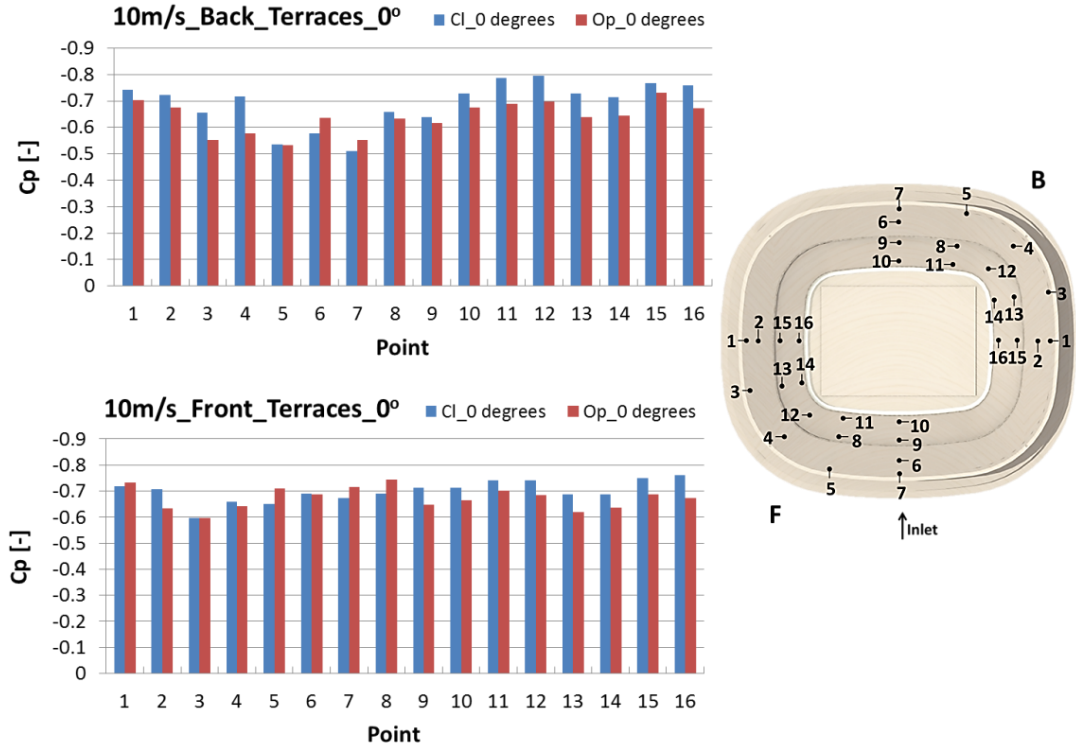 10m/s_Back_Terraces_0º
Cl_0 degrees
Op_0 degrees
-0.9
-0.8
-0.7
-0.6
-0.5
-0.4
-0.3
-0.2
-0.1
0
Cp [-]
1 2 3 4 5 6 7 8 9 10 11 12 13 14 15 16
Point
10m/s_Front_Terraces_0º
Cl_0 degrees
Op_0 degrees
-0.9
-0.8
-0.7
-0.6
-0.5
-0.4
-0.3
-0.2
-0.1
0
Cp [-]
1 2 3 4 5 6 7 8 9 10 11 12 13 14 15 16
Point
B
7 5
6
9 8 4
10 11 12
3
14 13
1 2 15 16
16 15 2 1
13 14
3
12 11 10
4 8 9
6
5 7
F
Inlet